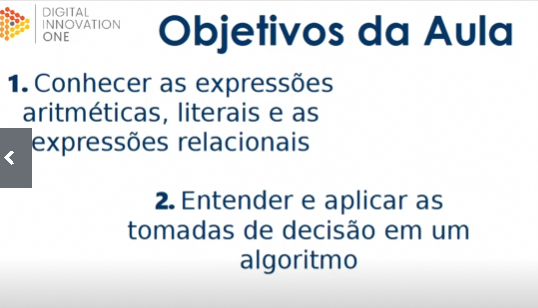 DIGITAL
INNOVATION
ONE
Objetivos da Aula
1. Conhecer as expressões
aritméticas, literais e as
expressões relacionais
2. Entender e aplicar as
tomadas de decisão em um
algoritmo